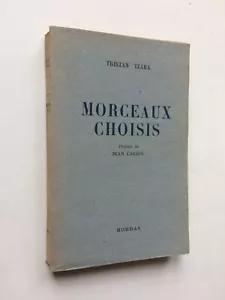 TRISTAN TZARA
MORCEAUX
CHOISIS
Préface de
JEAN CASSOU
BORDAS